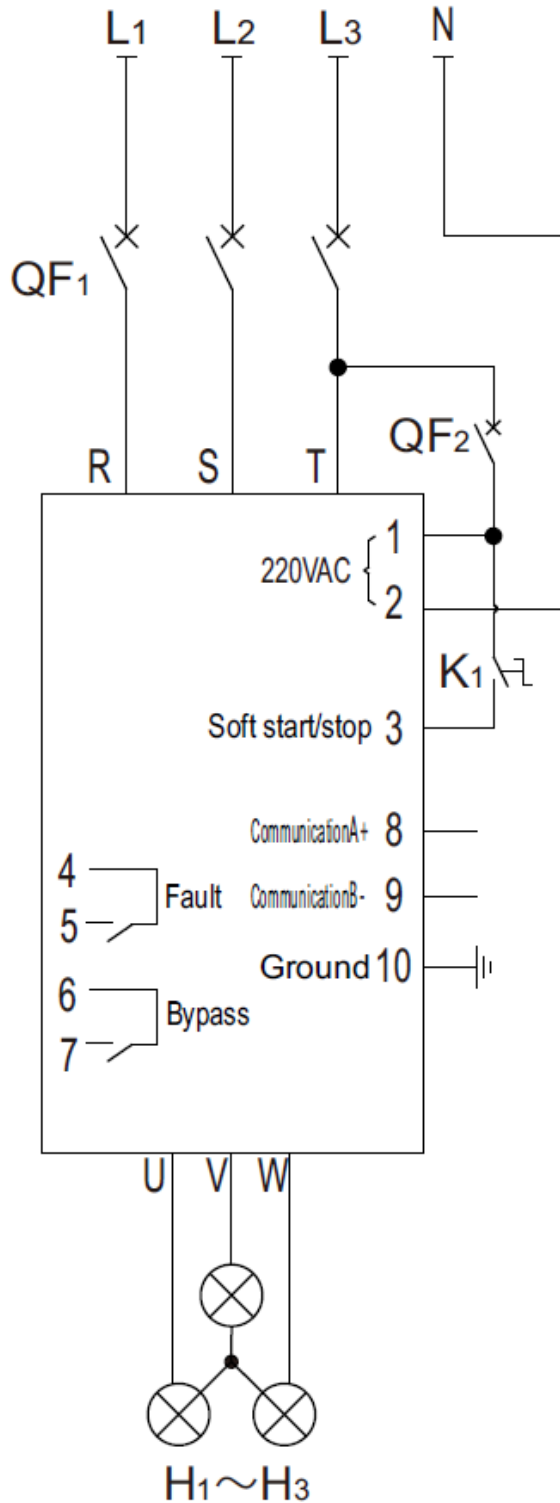 L1 L2 L3 N
QF1
QF2
R S T
1
220VAC
2
K1
Soft start/stop 3
CommunicationA+ 8
4
Fault
CommunicationB- 9
5
Ground 10
6
Bypass
7
U V W
H1～H3